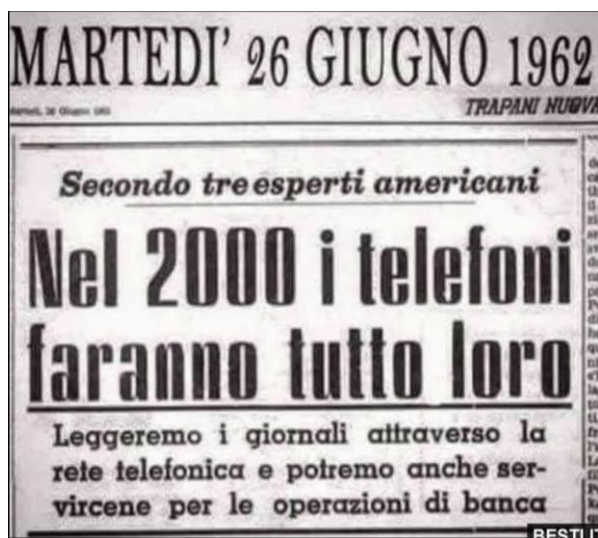 MARTEDI' 26 GIUGNO 1962
TRAPANI NUOVA
Secondo tre esperti americani
Nel 2000 i telefoni
faranno tutto loro
Leggeremo i giornali attraverso la
rete telefonica e potremo anche ser-
vircene per le operazioni di banca